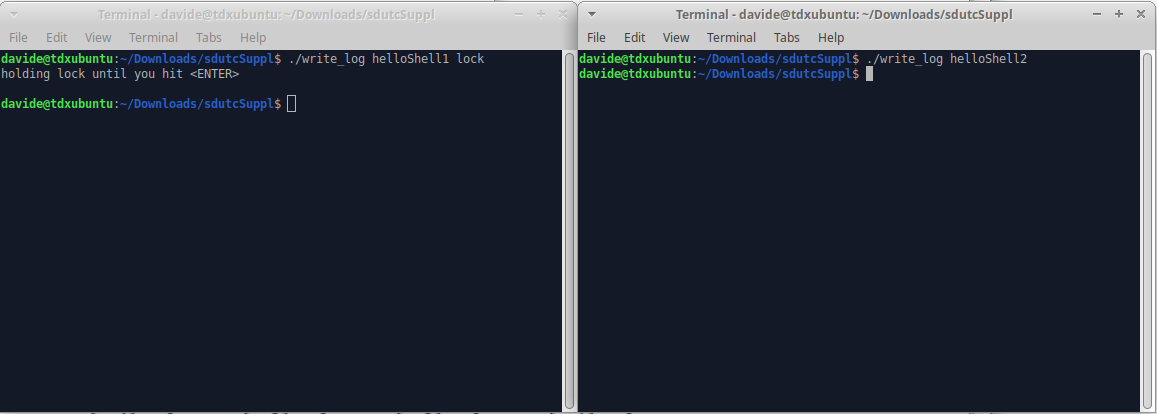 Terminal - davide@tdxubuntu: ~/Downloads/sdutcSuppl
File Edit View Terminal Tabs Help
davide@tdxubuntu:~/Downloads/sdutcSuppl$ ./write_log helloShell1 lock
holding lock until you hit <ENTER>
davide@tdxubuntu:~/Downloads/sdutcSuppl$
Terminal - davide@tdxubuntu: ~/Downloads/sdutcSuppl
File Edit View Terminal Tabs Help
davide@tdxubuntu:~/Downloads/sdutcSuppl$ ./write_log helloShell2
davide@tdxubuntu:~/Downloads/sdutcSuppl$